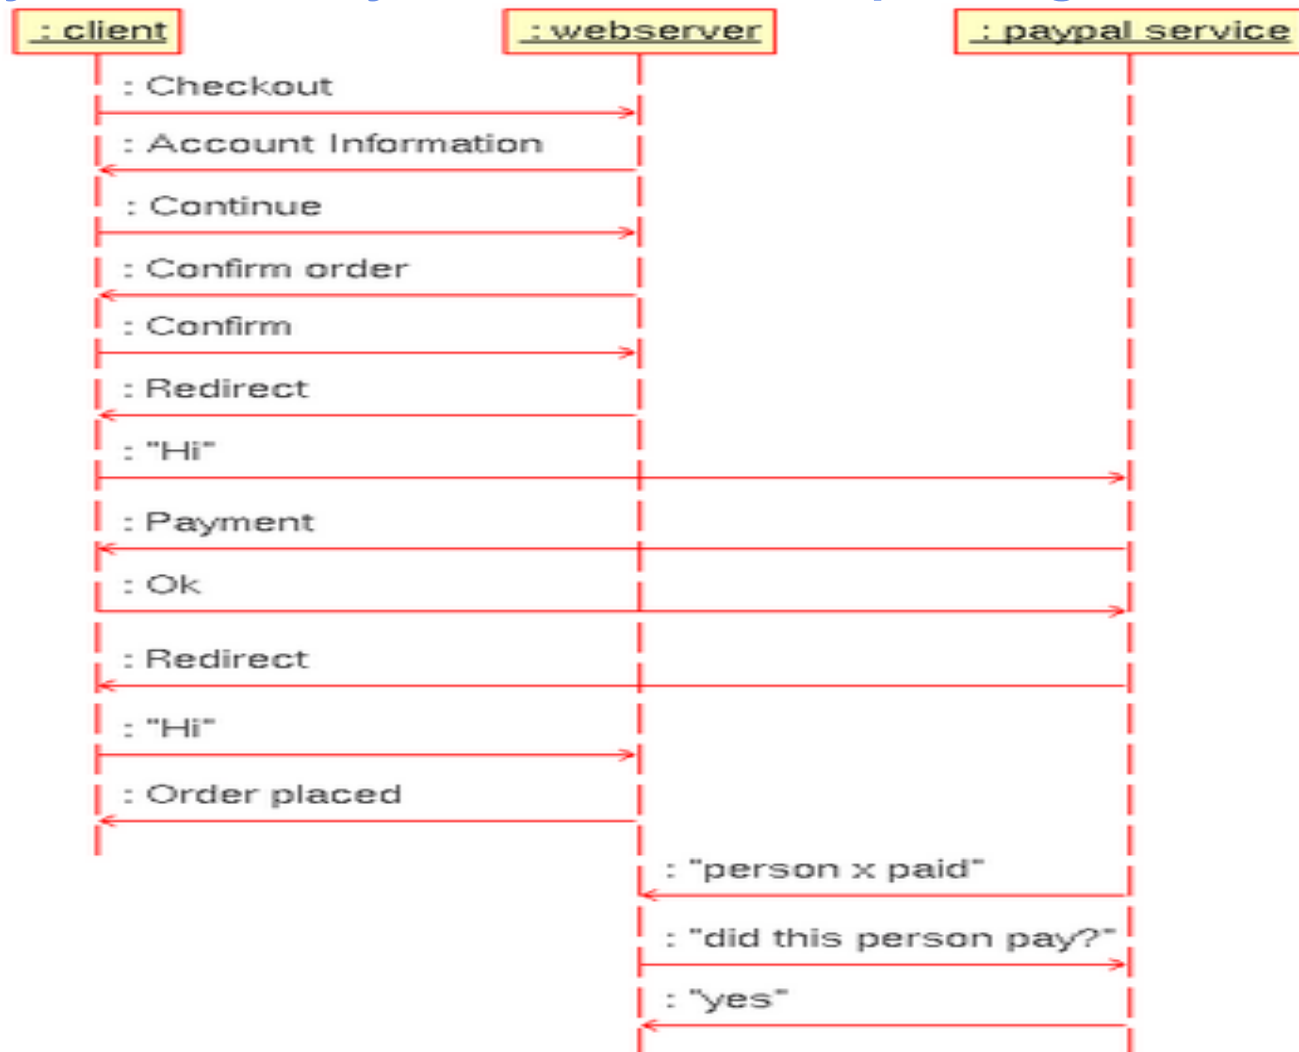 : client
: webserver
: paypal service
: Checkout
: Account Information
: Continue
: Confirm order
: Confirm
: Redirect
: "Hi"
: Payment
: Ok
: Redirect
: "Hi"
: Order placed
: "person x paid"
: "did this person pay?"
: "yes"